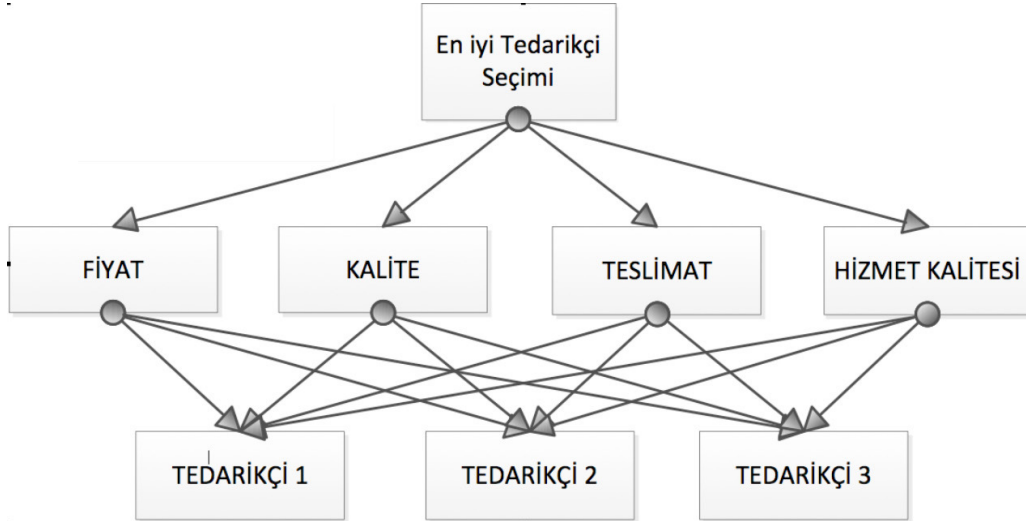 En iyi Tedarikçi
Seçimi
FİYAT
KALİTE
TESLİMAT
HİZMET KALİTESİ
TEDARİKÇİ 1
TEDARİKÇİ 2
TEDARİKÇİ 3